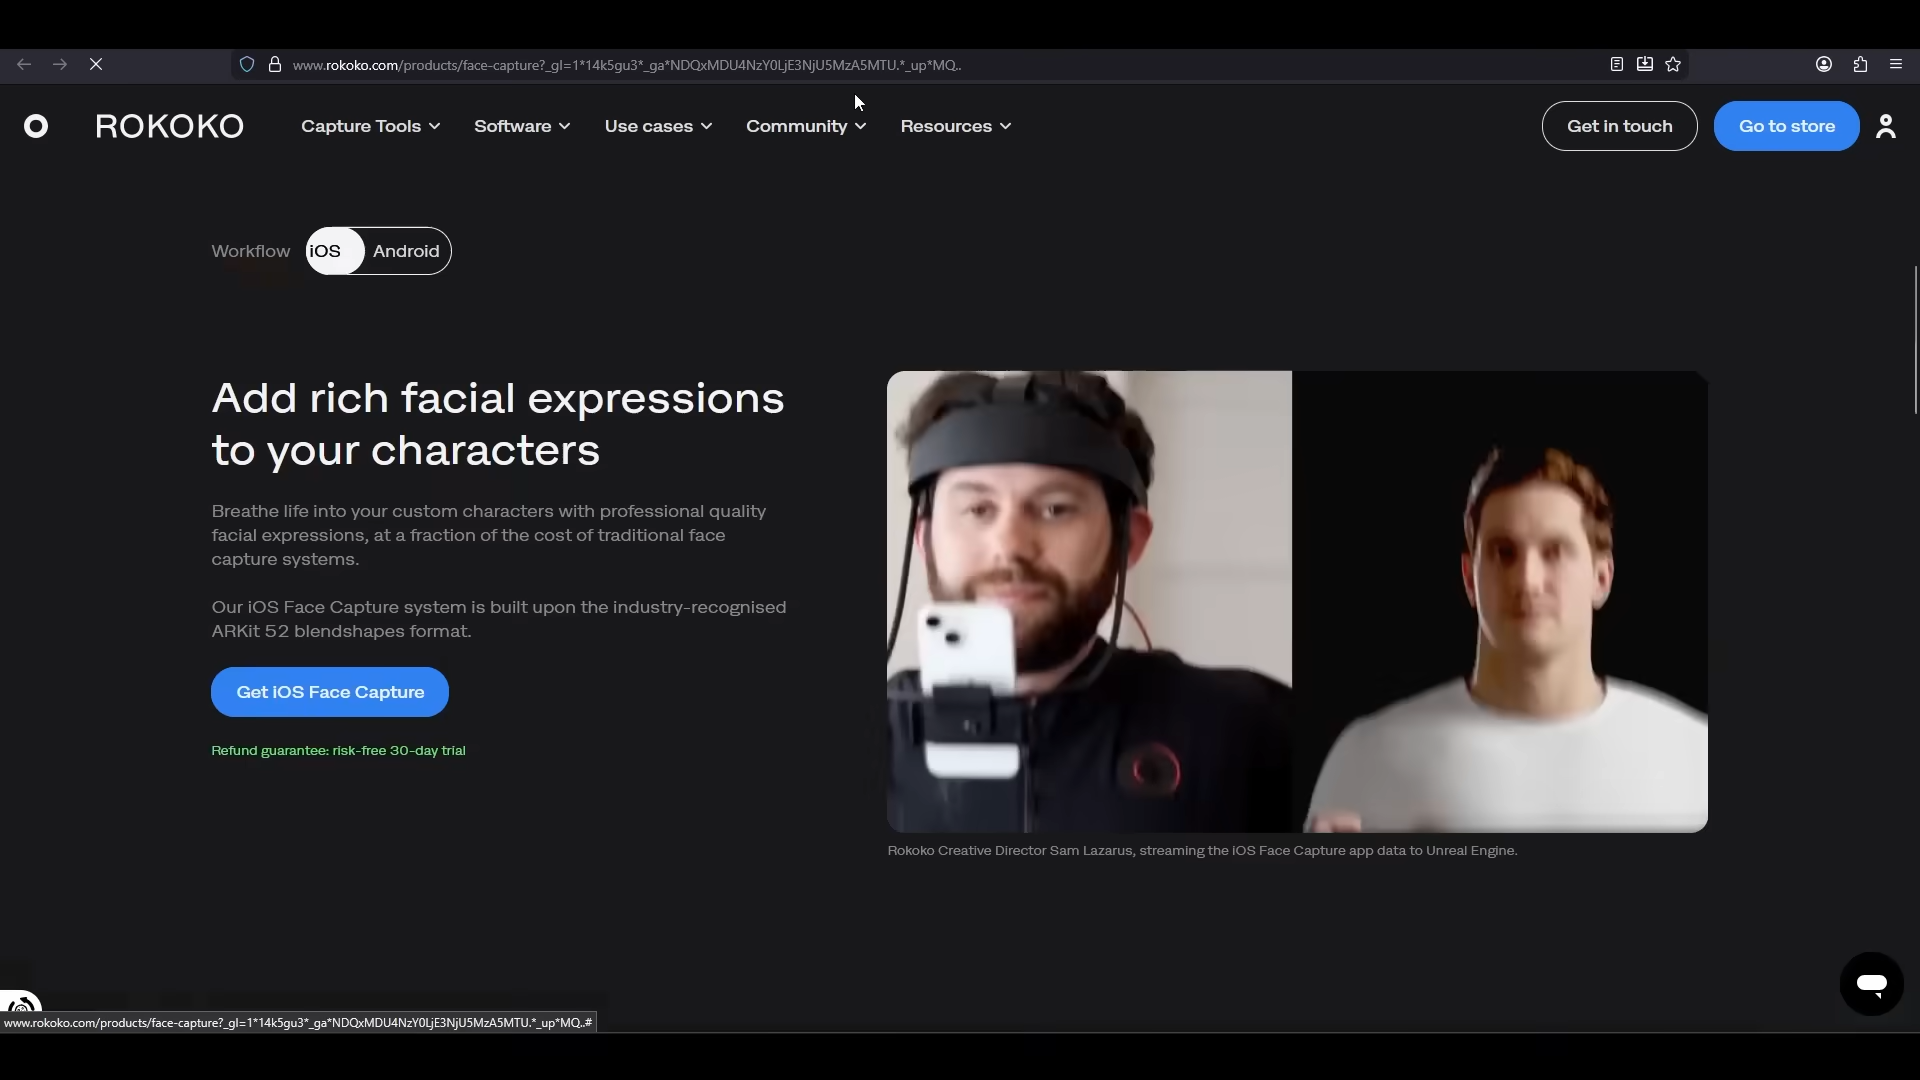 www.rokoko.com/products/face-capture?_gl=1*14k5gu3*_ga*NDQxMDU4NzY0LjE3NjU5MzA5MTU.*_up*MQ..
ROKOKO
Capture Tools
Software
Use cases
Community
Resources
Get in touch
Go to store
Workflow
iOS
Android
Add rich facial expressions
to your characters
Breathe life into your custom characters with professional quality
facial expressions, at a fraction of the cost of traditional face
capture systems.
Our iOS Face Capture system is built upon the industry-recognised
ARKit 52 blendshapes format.
Get iOS Face Capture
Refund guarantee: risk-free 30-day trial
Rokoko Creative Director Sam Lazarus, streaming the iOS Face Capture app data to Unreal Engine.
www.rokoko.com/products/face-capture?_gl=1*14k5gu3*_ga*NDQxMDU4NzY0LjE3NjU5MzA5MTU.*_up*MQ..#